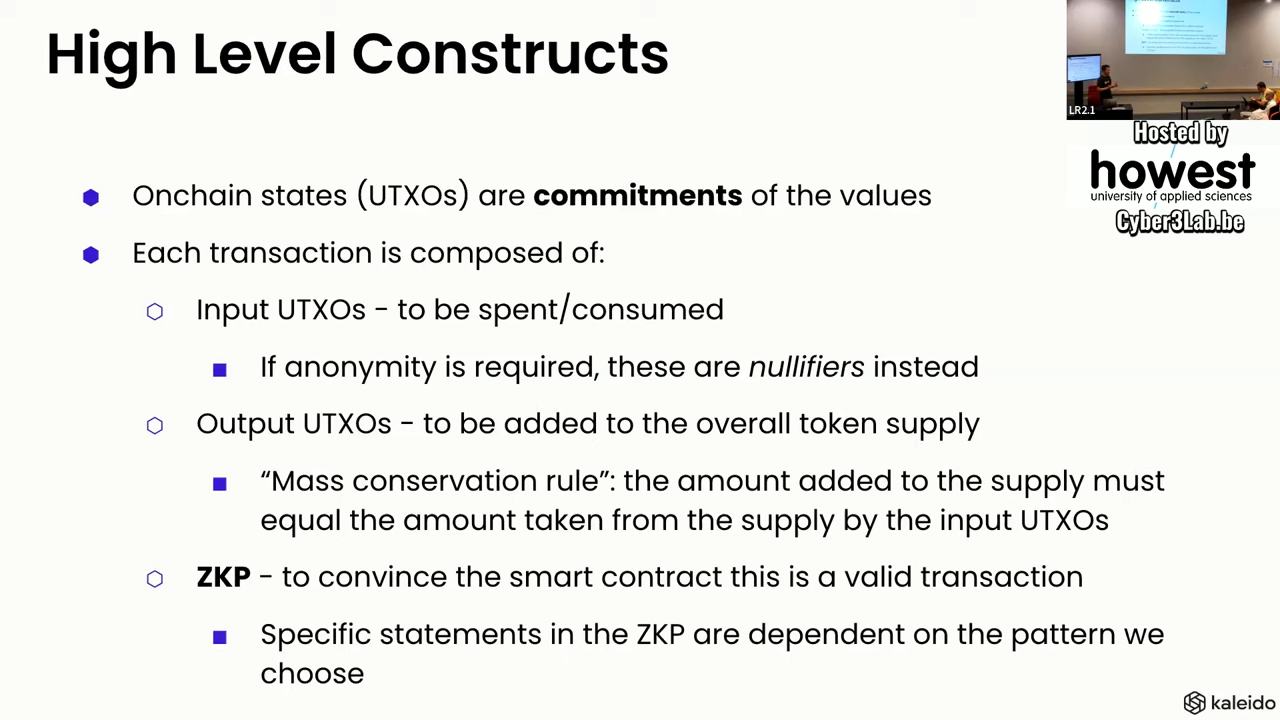 High Level Constructs
LR2.1
Hosted by
howest
university of applied sciences
Cyber3Lab.be
Onchain states (UTXOs) are commitments of the values
Each transaction is composed of:
Input UTXOs - to be spent/consumed
If anonymity is required, these are nullifiers instead
Output UTXOs - to be added to the overall token supply
“Mass conservation rule”: the amount added to the supply must
equal the amount taken from the supply by the input UTXOs
ZKP - to convince the smart contract this is a valid transaction
Specific statements in the ZKP are dependent on the pattern we
choose
kaleido